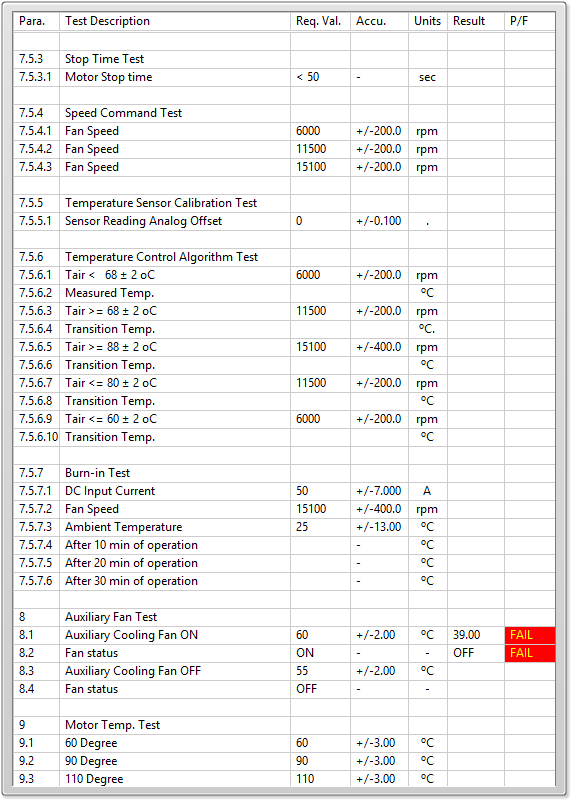 Para. Test Description Req. Val. Accu. Units Result P/F
7.5.3 Stop Time Test
7.5.3.1 Motor Stop time < 50 - sec
7.5.4 Speed Command Test
7.5.4.1 Fan Speed 6000 +/-200.0 rpm
7.5.4.2 Fan Speed 11500 +/-200.0 rpm
7.5.4.3 Fan Speed 15100 +/-200.0 rpm
7.5.5 Temperature Sensor Calibration Test
7.5.5.1 Sensor Reading Analog Offset 0 +/-0.100 .
7.5.6 Temperature Control Algorithm Test
7.5.6.1 Tair < 68 ± 2 oC 6000 +/-200.0 rpm
7.5.6.2 Measured Temp. ºC
7.5.6.3 Tair >= 68 ± 2 oC 11500 +/-200.0 rpm
7.5.6.4 Transition Temp. ºC.
7.5.6.5 Tair >= 88 ± 2 oC 15100 +/-400.0 rpm
7.5.6.6 Transition Temp. ºC
7.5.6.7 Tair <= 80 ± 2 oC 11500 +/-200.0 rpm
7.5.6.8 Transition Temp. ºC
7.5.6.9 Tair <= 60 ± 2 oC 6000 +/-200.0 rpm
7.5.6.10 Transition Temp. ºC
7.5.7 Burn-in Test
7.5.7.1 DC Input Current 50 +/-7.000 A
7.5.7.2 Fan Speed 15100 +/-400.0 rpm
7.5.7.3 Ambient Temperature 25 +/-13.00 ºC
7.5.7.4 After 10 min of operation - ºC
7.5.7.5 After 20 min of operation - ºC
7.5.7.6 After 30 min of operation - ºC
8 Auxiliary Fan Test
8.1 Auxiliary Cooling Fan ON 60 +/-2.00 ºC 39.00 FAIL
8.2 Fan status ON - - OFF FAIL
8.3 Auxiliary Cooling Fan OFF 55 +/-2.00 ºC
8.4 Fan status OFF - -
9 Motor Temp. Test
9.1 60 Degree 60 +/-3.00 ºC
9.2 90 Degree 90 +/-3.00 ºC
9.3 110 Degree 110 +/-3.00 ºC